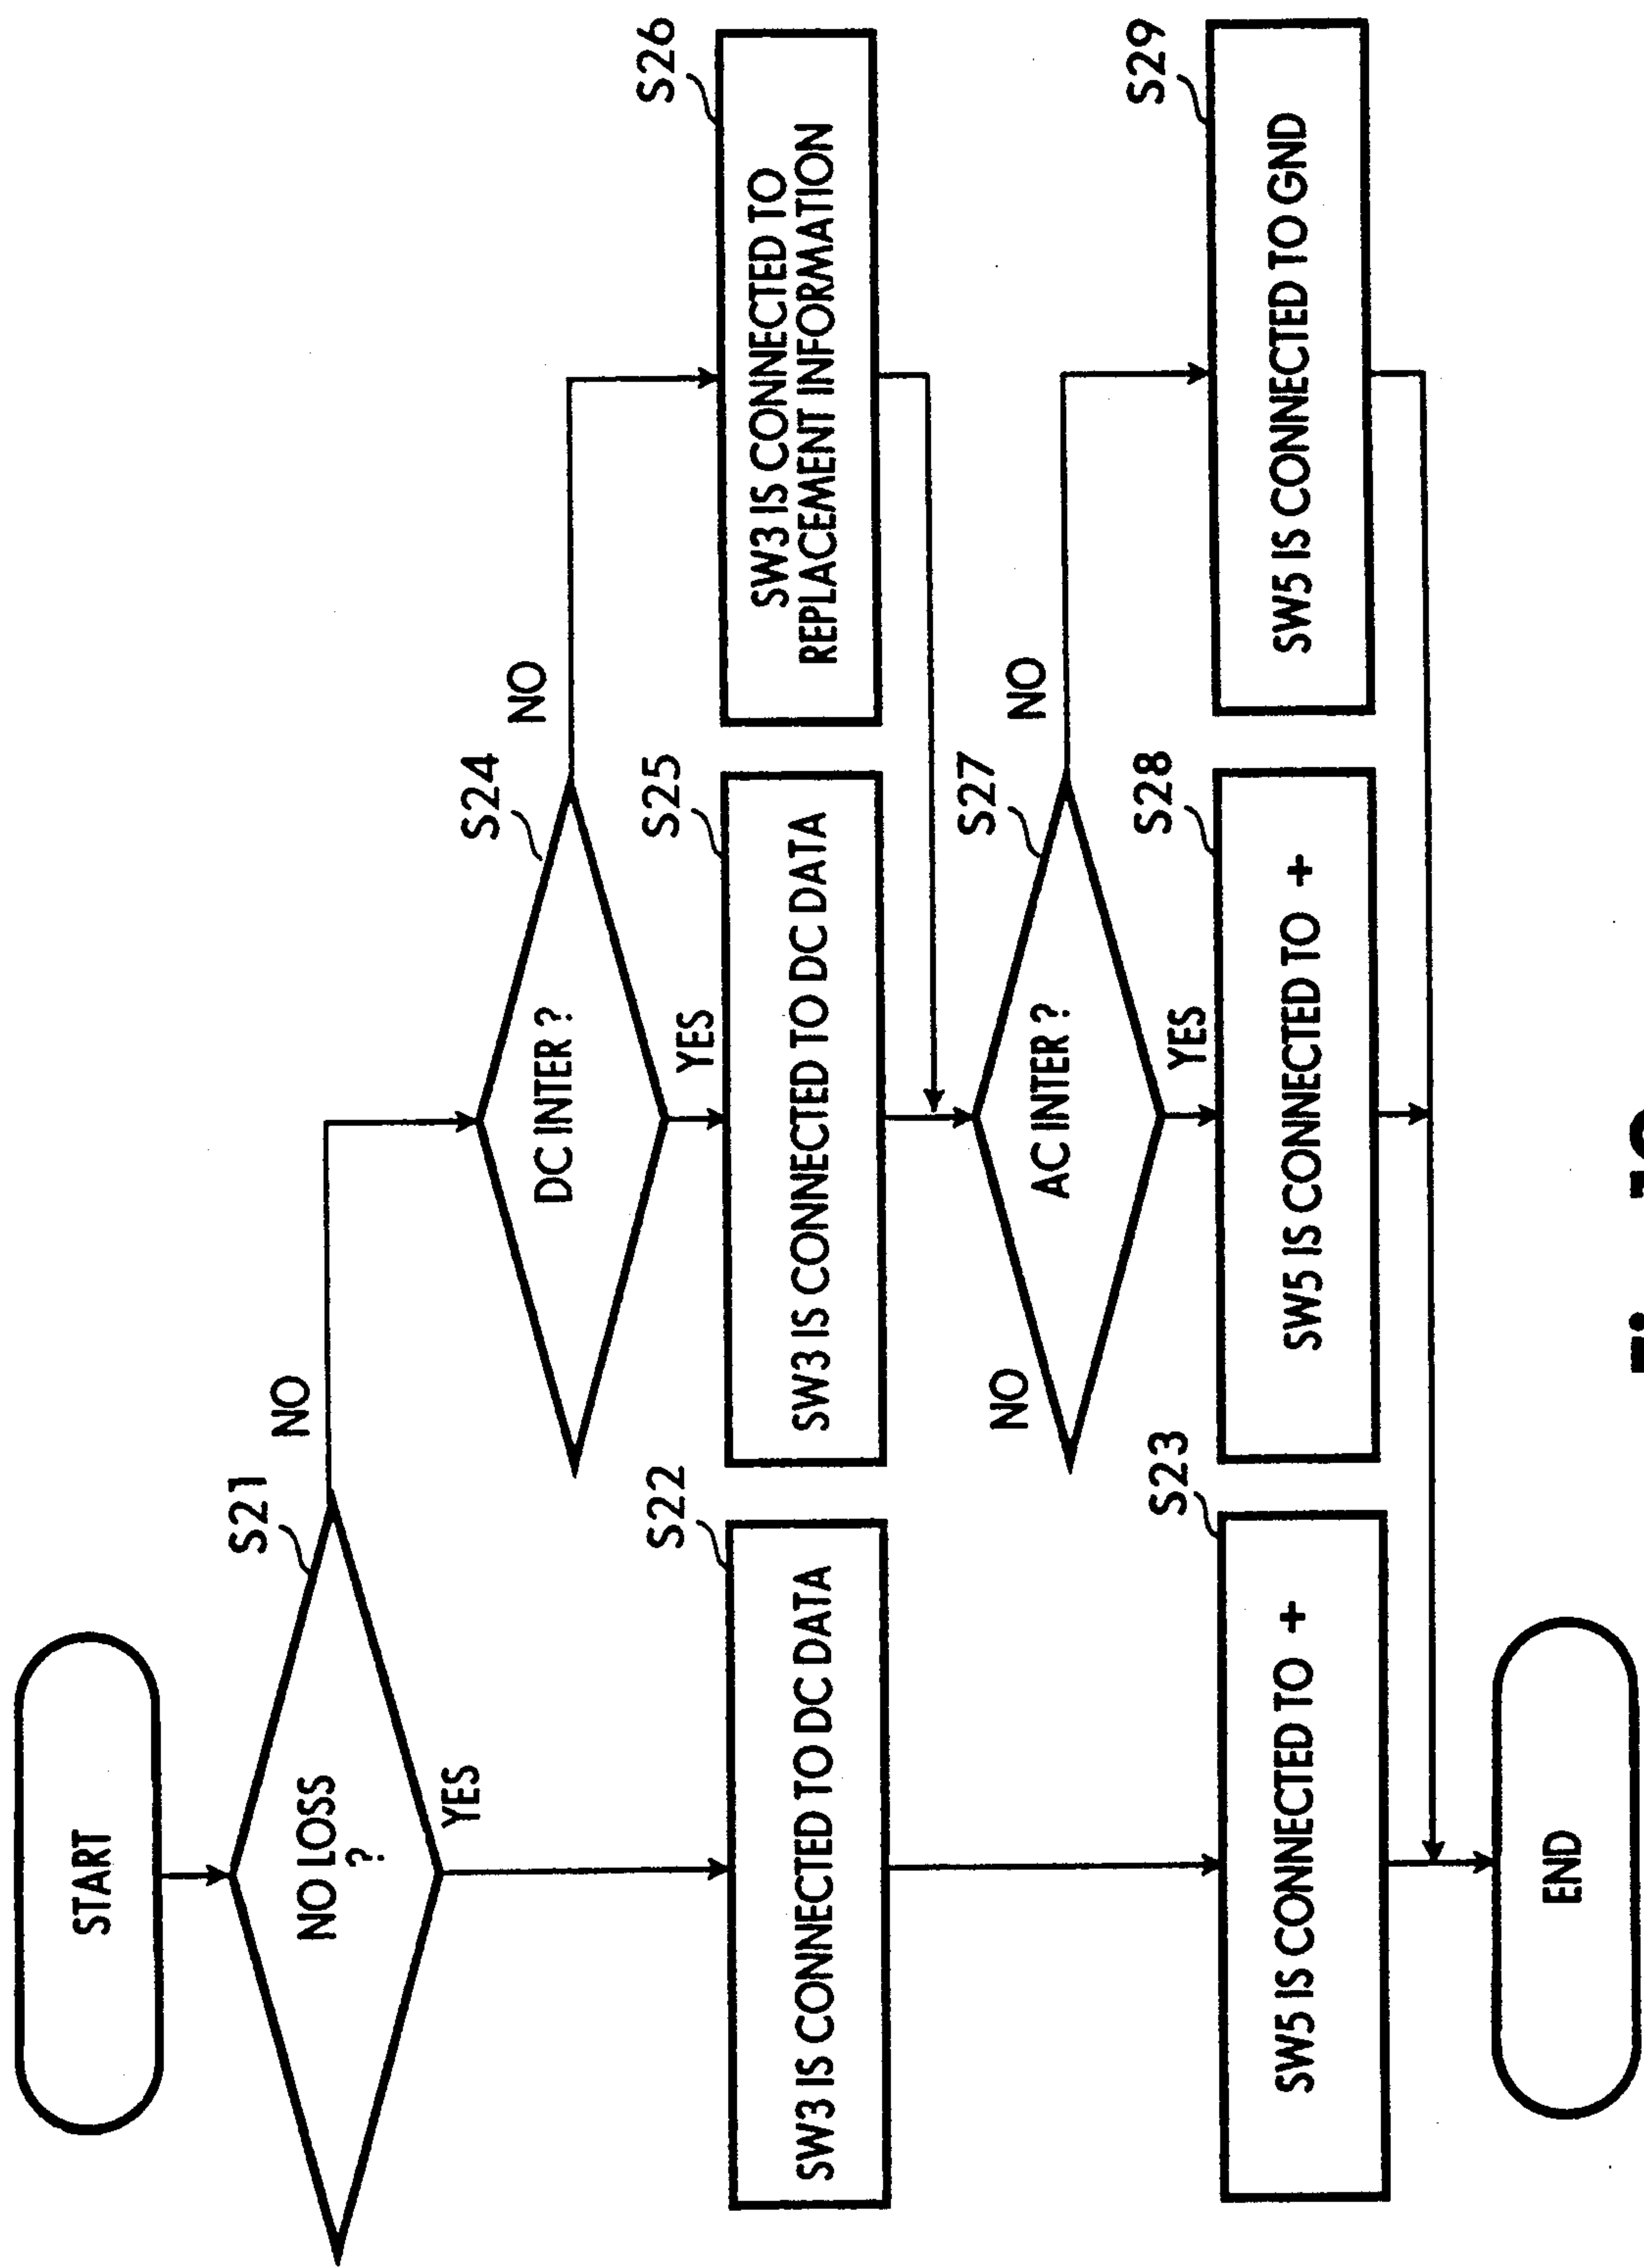 START
S21
NO LOSS
?
NO
YES
S22
SW3 IS CONNECTED TO DC DATA
S23
SW5 IS CONNECTED TO +
END
S24
DC INTER ?
NO
YES
S25
SW3 IS CONNECTED TO DC DATA
S26
SW3 IS CONNECTED TO
REPLACEMENT INFORMATION
S27
AC INTER ?
NO
NO
YES
S28
SW5 IS CONNECTED TO +
S29
SW5 IS CONNECTED TO GND